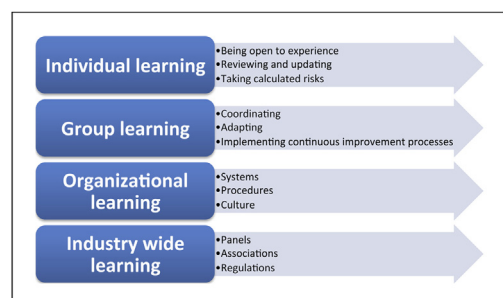 Individual learning
•Being open to experience
•Reviewing and updating
•Taking calculated risks
Group learning
•Coordinating
•Adapting
•Implementing continuous improvement processes
Organizational
learning
•Systems
•Procedures
•Culture
Industry wide
learning
•Panels
•Associations
•Regulations